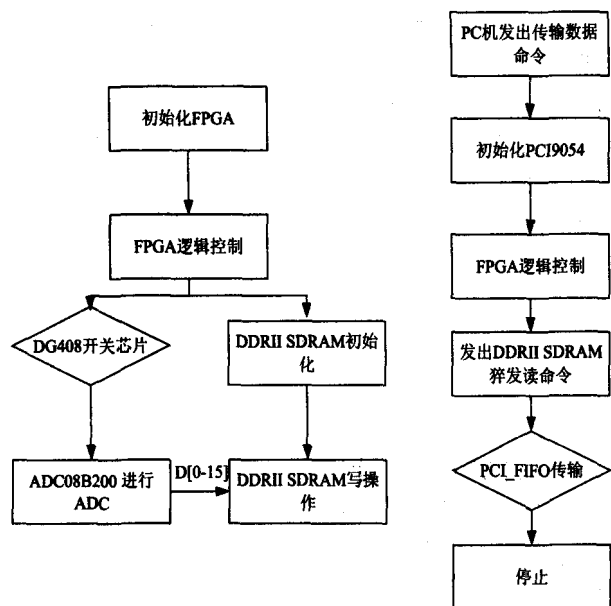 初始化FPGA
FPGA逻辑控制
DG408开关芯片
DDRII SDRAM初始
化
ADC08B200 进行
ADC
D[0-15]
DDRII SDRAM写操
作
PC机发出传输数据
命令
初始化PCI9054
FPGA逻辑控制
发出DDRII SDRAM
猝发读命令
PCI_FIFO传输
停止